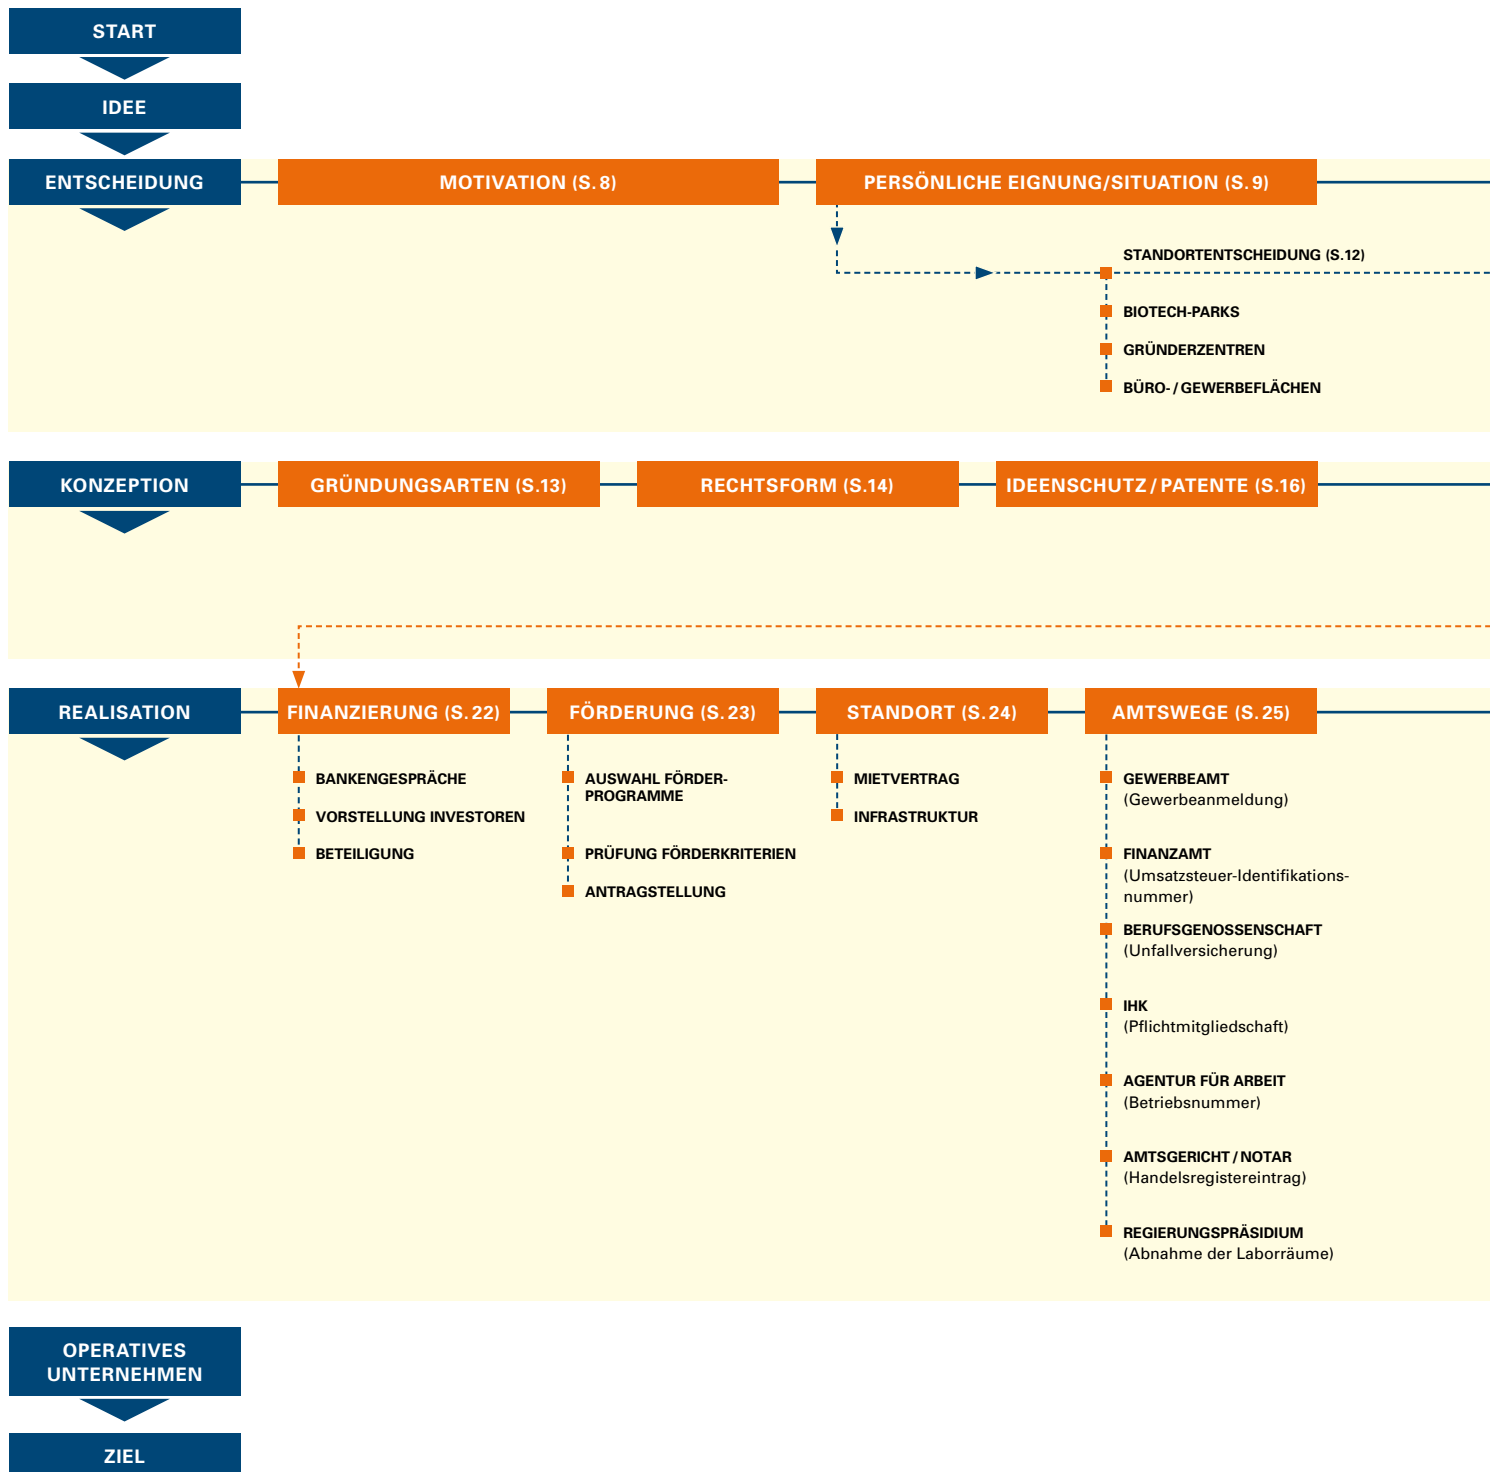 START
IDEE
ENTSCHEIDUNG
MOTIVATION (S. 8)
PERSÖNLICHE EIGNUNG/SITUATION (S. 9)
STANDORTENTSCHEIDUNG (S.12)
BIOTECH-PARKS
GRÜNDERZENTREN
BÜRO- / GEWERBEFLÄCHEN
KONZEPTION
GRÜNDUNGSARTEN (S.13)
RECHTSFORM (S.14)
IDEENSCHUTZ / PATENTE (S.16)
REALISATION
FINANZIERUNG (S. 22)
BANKENGESPRÄCHE
VORSTELLUNG INVESTOREN
BETEILIGUNG
FÖRDERUNG (S. 23)
AUSWAHL FÖRDER-
PROGRAMME
PRÜFUNG FÖRDERKRITERIEN
ANTRAGSTELLUNG
STANDORT (S. 24)
MIETVERTRAG
INFRASTRUKTUR
AMTSWEGE (S. 25)
GEWERBEAMT
(Gewerbeanmeldung)
FINANZAMT
(Umsatzsteuer-Identifikations-
nummer)
BERUFSGENOSSENSCHAFT
(Unfallversicherung)
IHK
(Pflichtmitgliedschaft)
AGENTUR FÜR ARBEIT
(Betriebsnummer)
AMTSGERICHT / NOTAR
(Handelsregistereintrag)
REGIERUNGSPRÄSIDIUM
(Abnahme der Laborräume)
OPERATIVES
UNTERNEHMEN
ZIEL